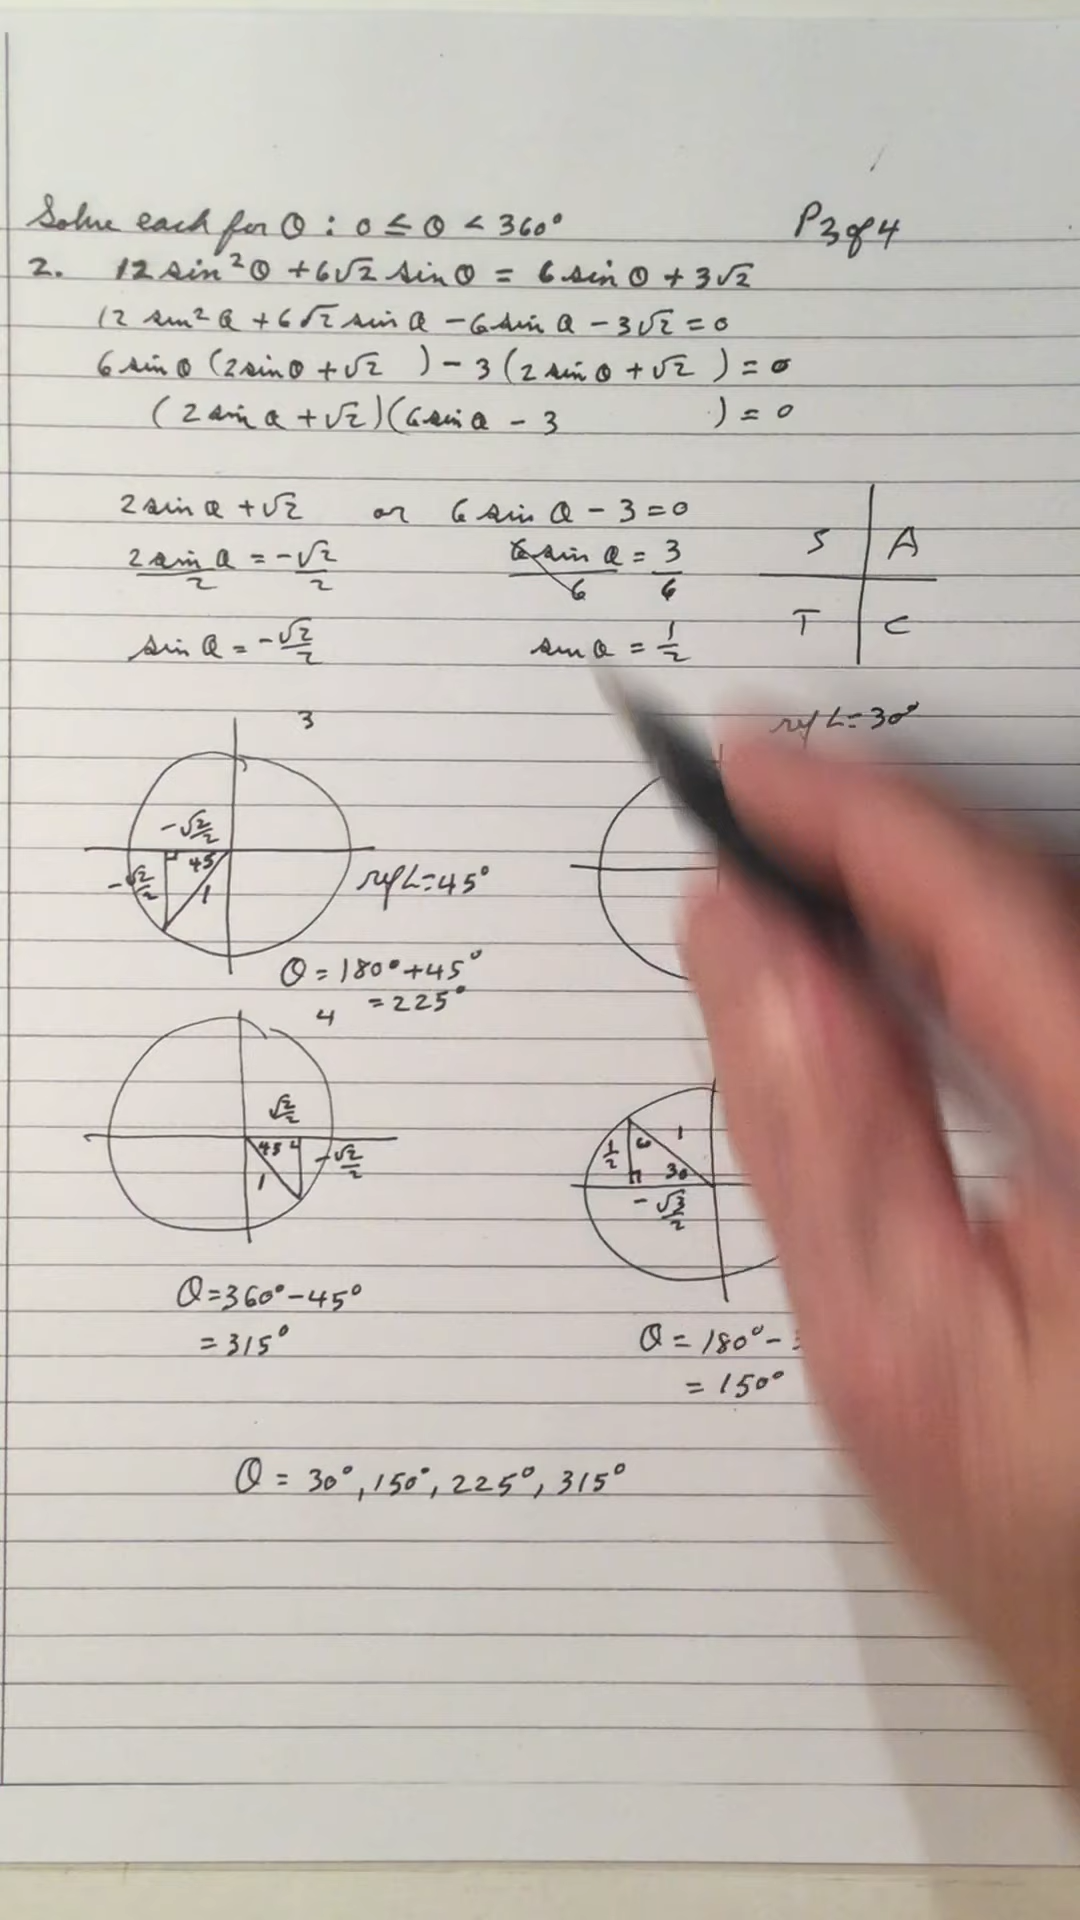 Solve each for θ : 0 ≤ θ < 360° P3 of 4
2. 12 sin²θ + 6√2 sin θ = 6 sin θ + 3√2
12 sin²θ + 6√2 sin θ - 6 sin θ - 3√2 = 0
6 sin θ (2 sin θ + √2 ) - 3 (2 sin θ + √2 ) = 0
(2 sin θ + √2)(6 sin θ - 3 ) = 0
2 sin θ + √2 or 6 sin θ - 3 = 0
S A
2 sin θ/2 = -√2/2 6 sin θ/6 = 3/6
T C
sin θ = -√2/2 sin θ = 1/2
3 ref ∠ = 30°
-√2/2
45
-√2/2 1 ref ∠ = 45°
θ = 180° + 45°
= 225°
4
√2/2
45 -√2/2
1
1/2 60 1
30
-√3/2
θ = 360° - 45°
= 315°
θ = 180° -
= 150°
θ = 30°, 150°, 225°, 315°